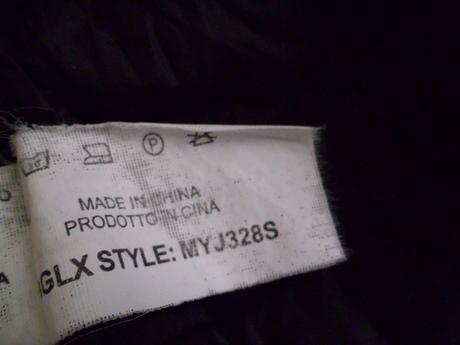 P
MADE IN CHINA
PRODOTTO IN CINA
GLX STYLE: MYJ328S